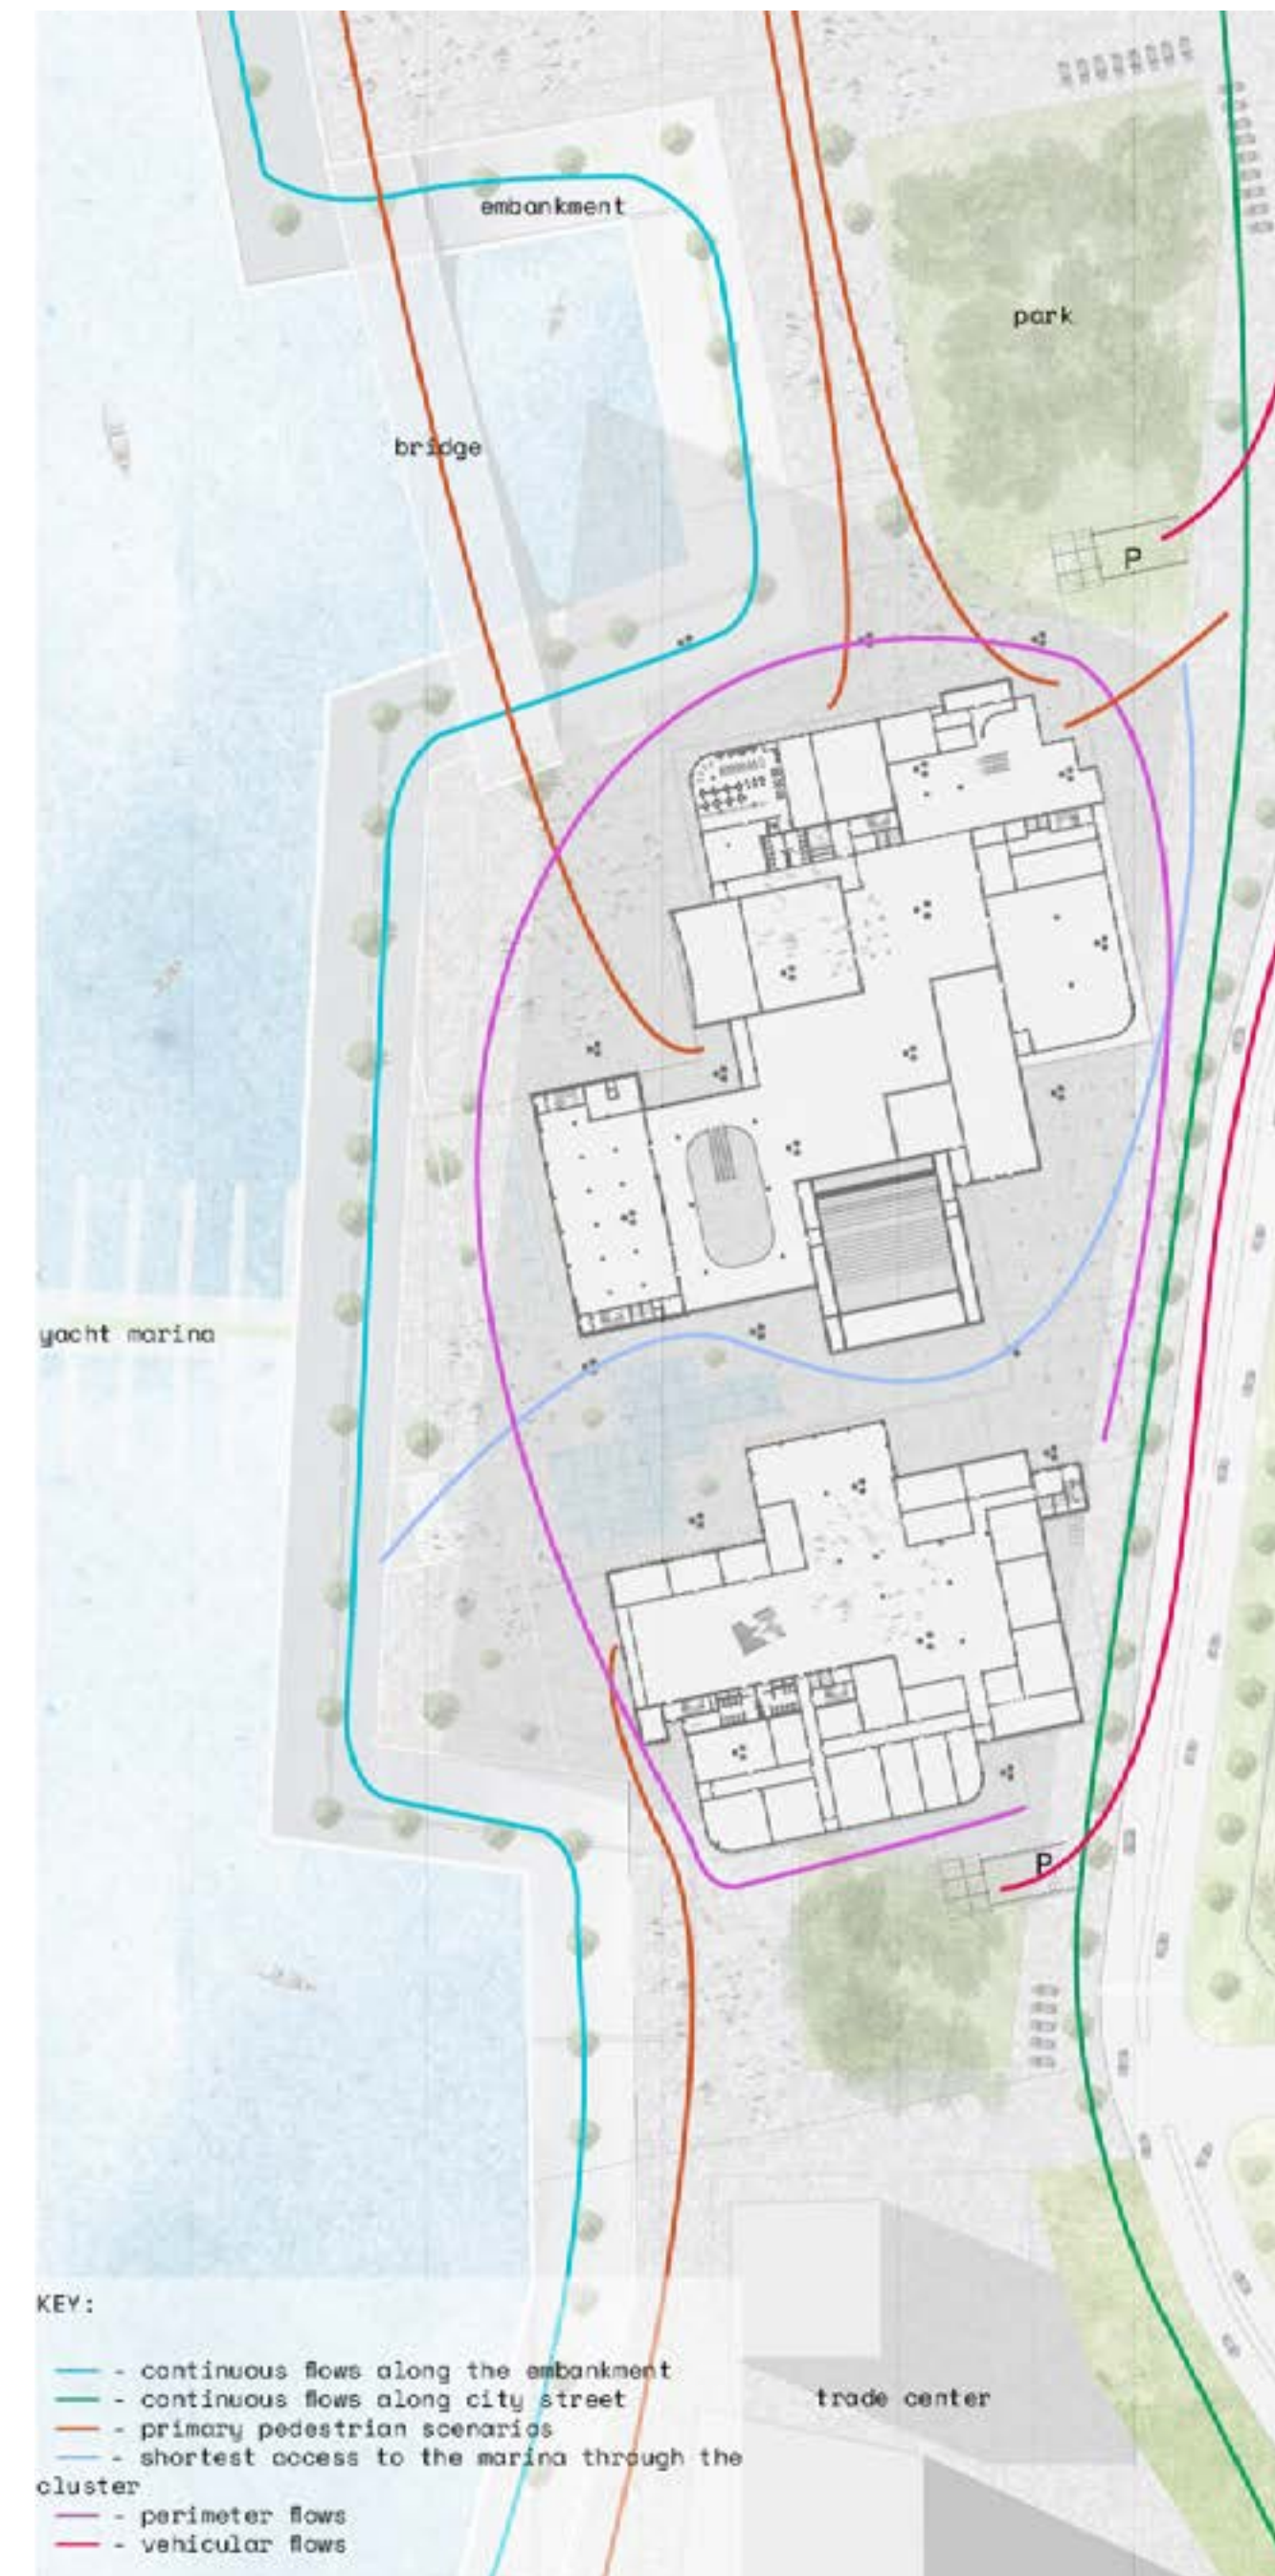 embankment
park
bridge
P
yacht marina
P
KEY:
- continuous flows along the embankment
- continuous flows along city street
- primary pedestrian scenarios
- shortest access to the marina through the
cluster
- perimeter flows
- vehicular flows
trade center